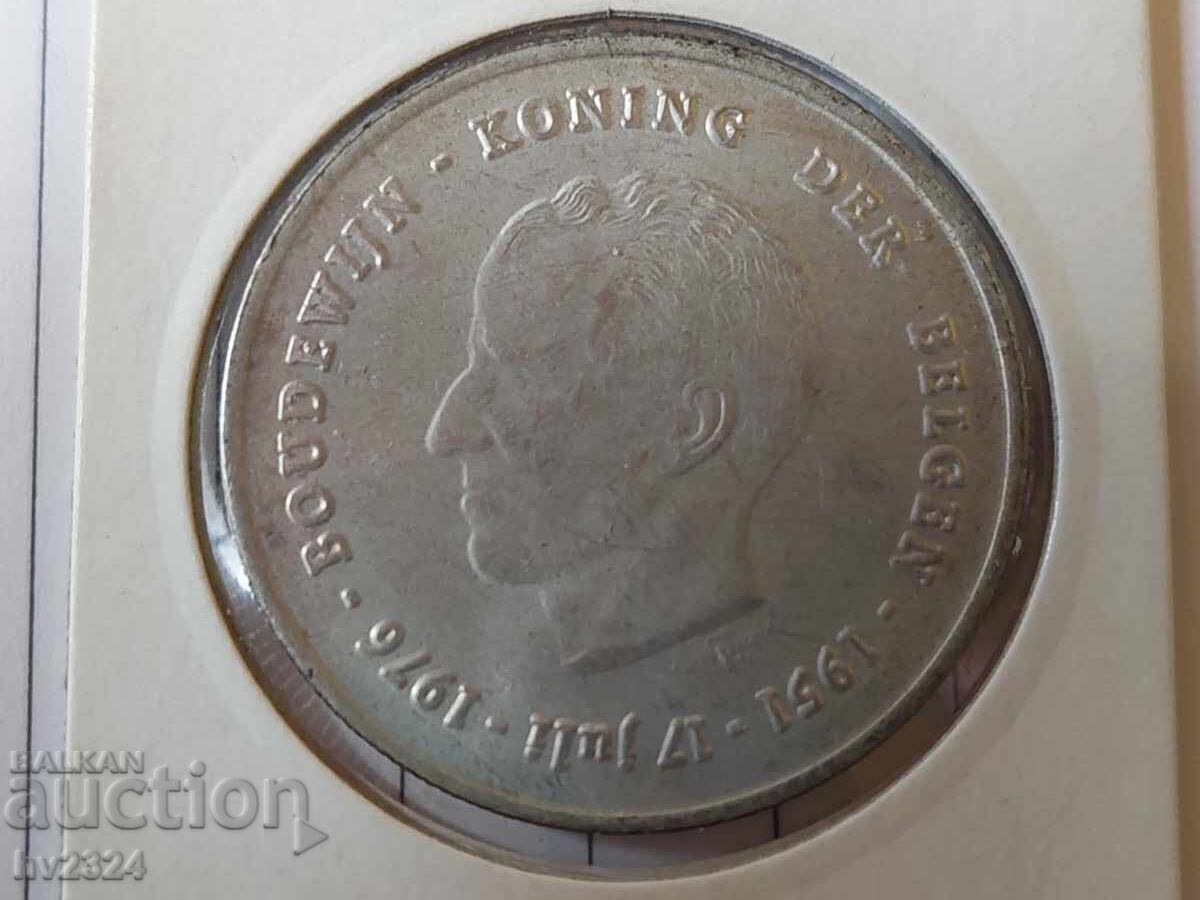 BOUDEWIJN - KONING DER BELGEN - 1951 - 17 juli - 1976 -
BALKAN
auction
hv2324